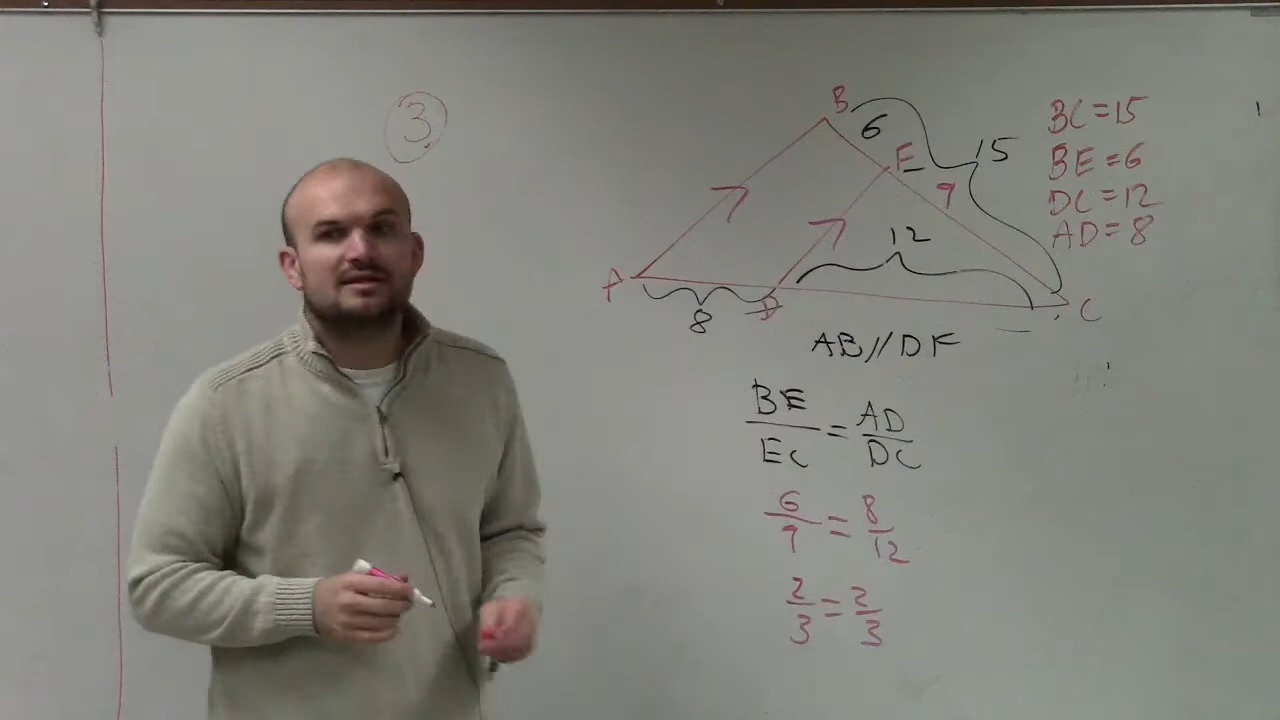 3
B
6
E
15
9
12
A
8
D
C
BC = 15
BE = 6
DC = 12
AD = 8
AB // DE
BE/EC = AD/DC
6/9 = 8/12
2/3 = 2/3